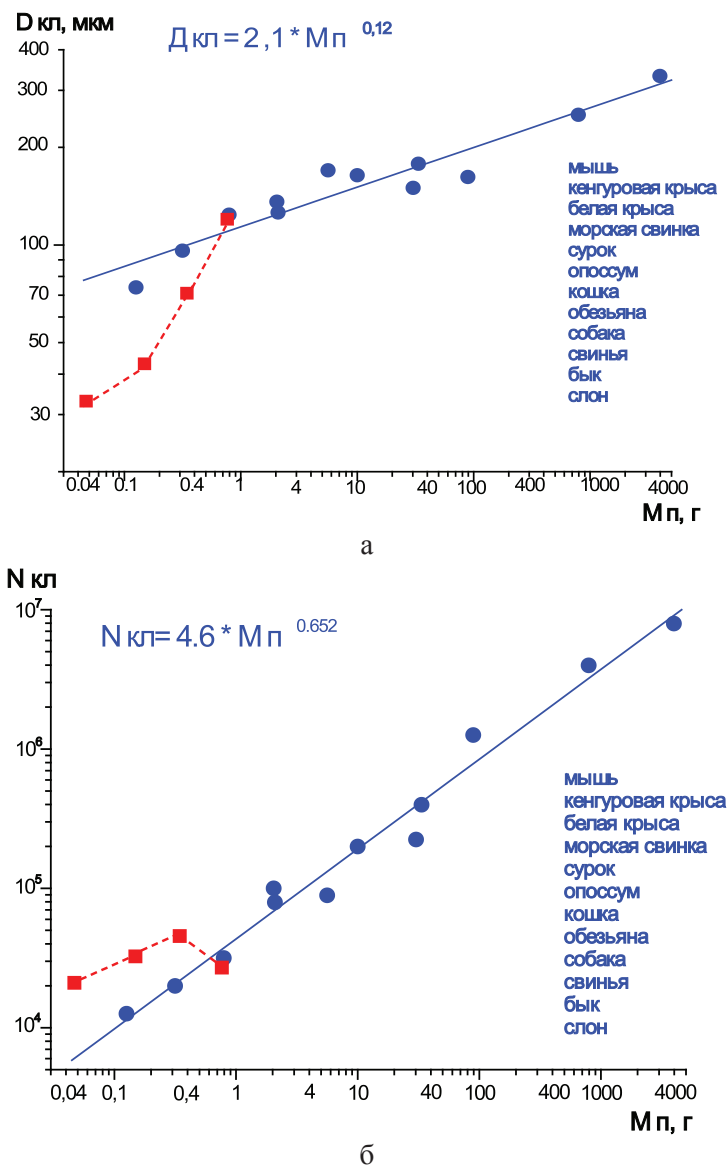 D кл, мкм
Д кл = 2 ,1 * М п 0,12
400
300
200
100
70
50
30
мышь
кенгуровая крыса
белая крыса
морская свинка
сурок
опоссум
кошка
обезьяна
собака
свинья
бык
слон
0.04 0.1 0.4 1 4 10 40 100 400 1000 4000
М п, г
а
N кл
N кл= 4.6 * М п 0.652
10⁷
10⁶
10⁵
10⁴
мышь
кенгуровая крыса
белая крыса
морская свинка
сурок
опоссум
кошка
обезьяна
собака
свинья
бык
слон
0,04 0,1 0,4 1 4 10 40 100 1000 4000
М п, г
б